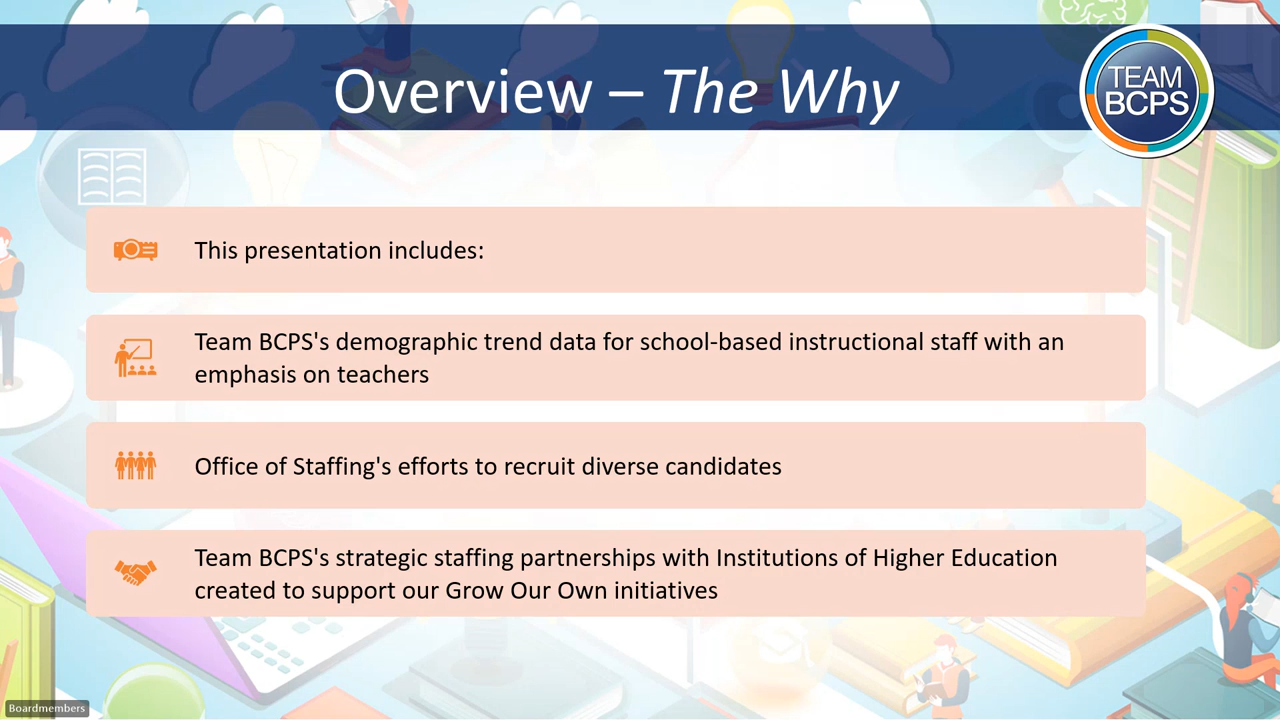 Overview – The Why
TEAM
BCPS
This presentation includes:
Team BCPS's demographic trend data for school-based instructional staff with an
emphasis on teachers
Office of Staffing's efforts to recruit diverse candidates
Team BCPS's strategic staffing partnerships with Institutions of Higher Education
created to support our Grow Our Own initiatives
Boardmembers